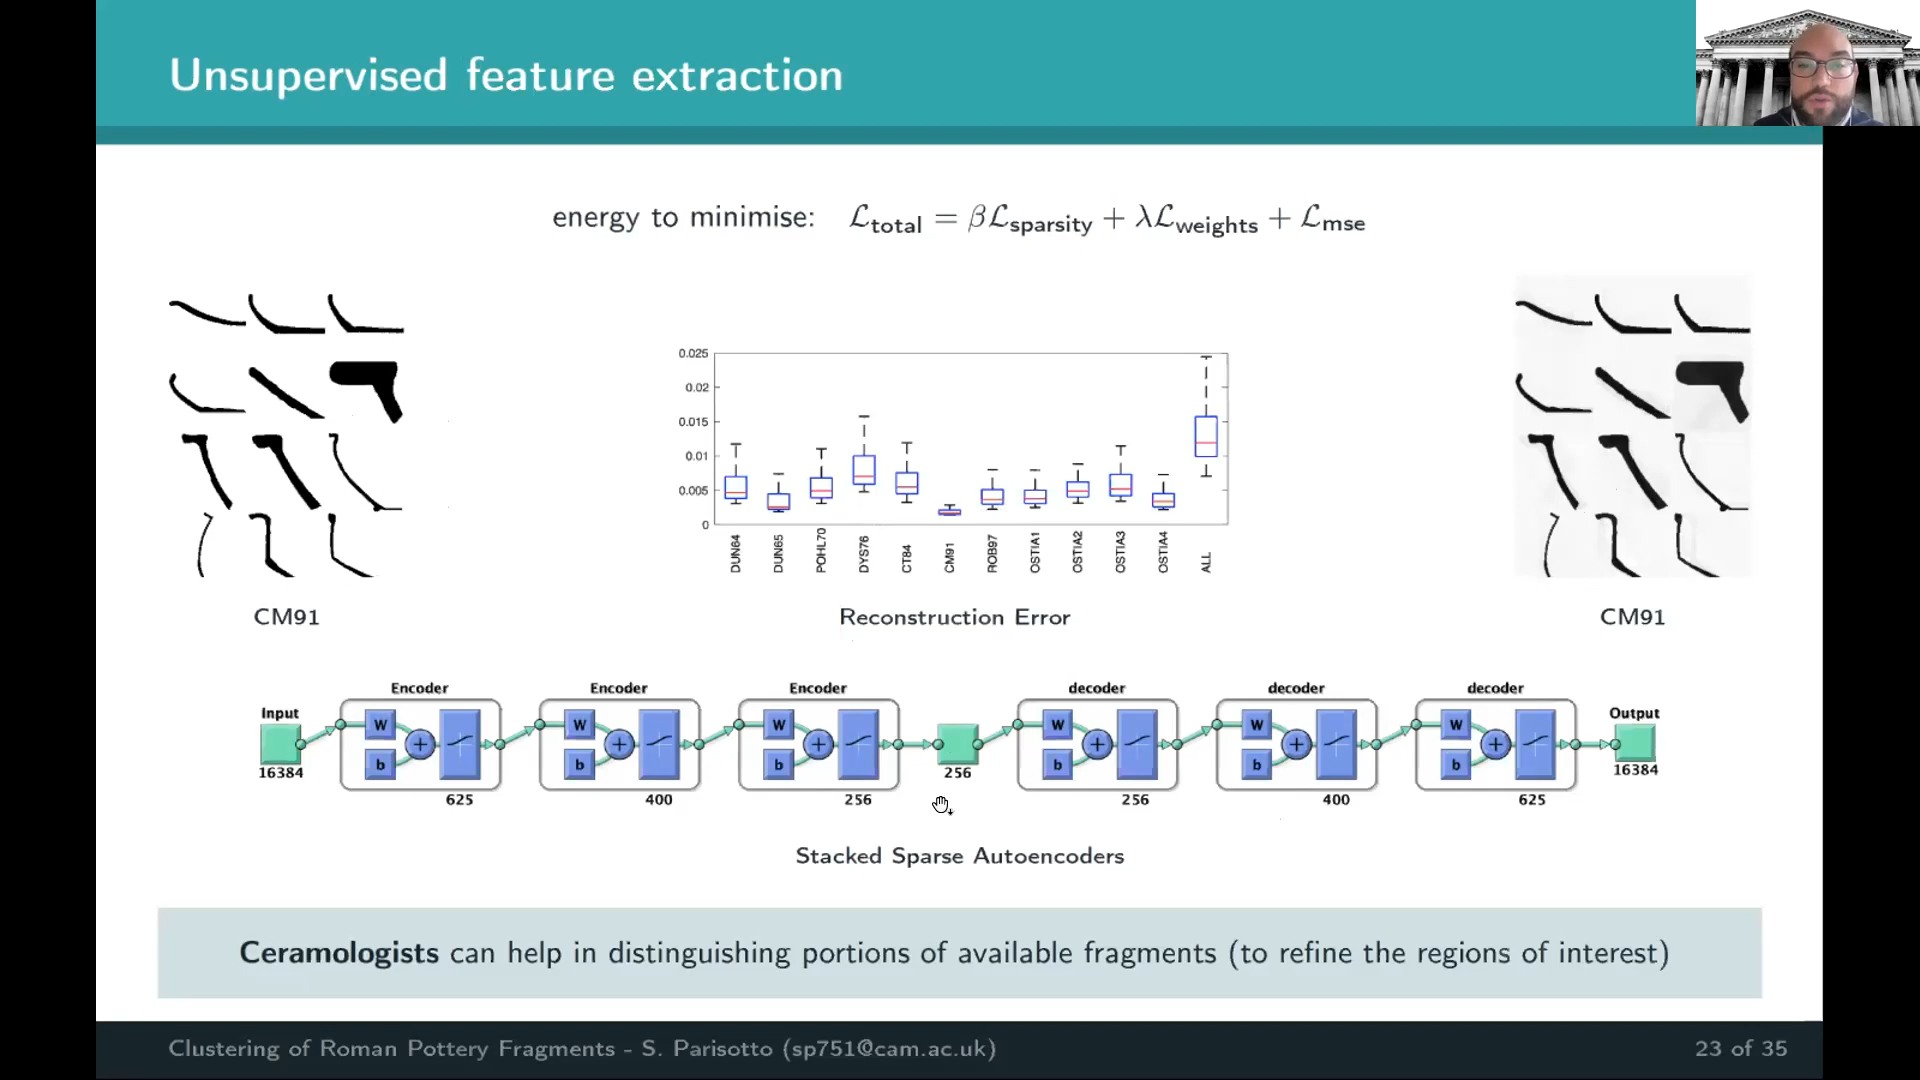 Unsupervised feature extraction
energy to minimise: ℒtotal = βℒsparsity + λℒweights + ℒmse
0.025
0.02
0.015
0.01
0.005
0
DUN64
DUN65
POHL70
DYS76
CT84
CM91
ROB97
OSTIA1
OSTIA2
OSTIA3
OSTIA4
ALL
CM91
Reconstruction Error
CM91
Encoder
Encoder
Encoder
decoder
decoder
decoder
Input
Output
W
W
W
W
W
W
+
+
+
+
+
+
b
b
b
b
b
b
16384
256
16384
625
400
256
256
400
625
Stacked Sparse Autoencoders
Ceramologists can help in distinguishing portions of available fragments (to refine the regions of interest)
Clustering of Roman Pottery Fragments - S. Parisotto (sp751@cam.ac.uk)
23 of 35